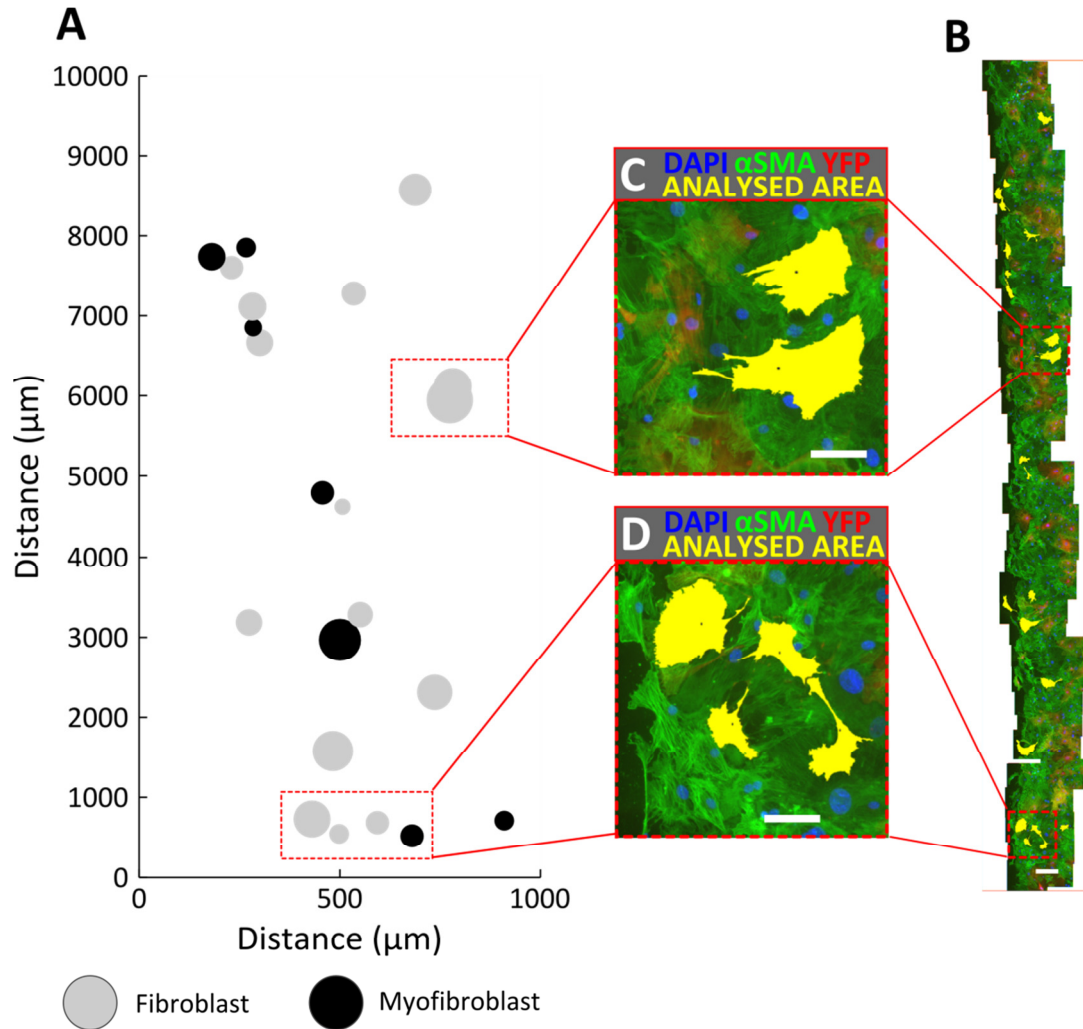 A
B
10000
9000
8000
7000
6000
5000
4000
3000
2000
1000
0
Distance (µm)
0 500 1000
Distance (µm)
C DAPI αSMA YFP
ANALYSED AREA
D DAPI αSMA YFP
ANALYSED AREA
Fibroblast Myofibroblast